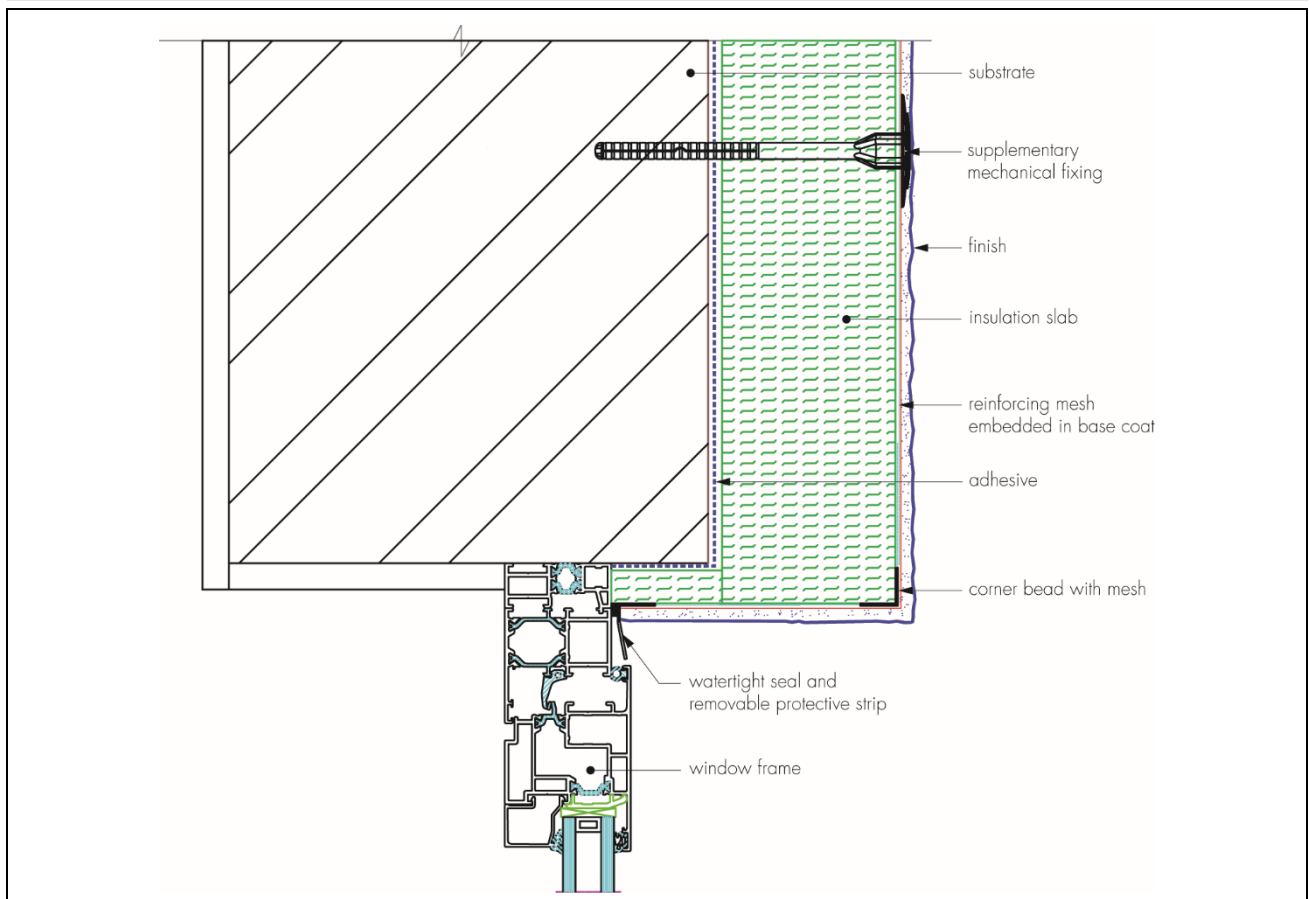 substrate
supplementary
mechanical fixing
finish
insulation slab
reinforcing mesh
embedded in base coat
adhesive
corner bead with mesh
watertight seal and
removable protective strip
window frame